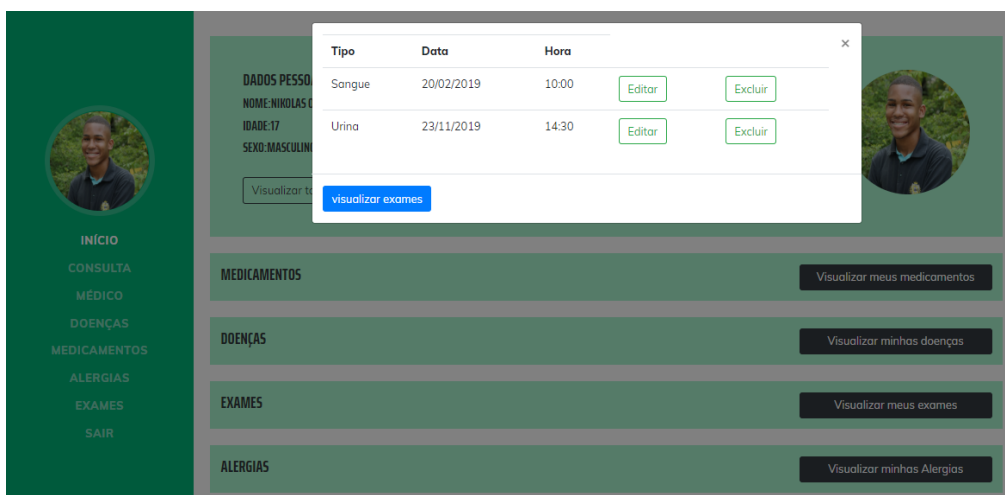 INÍCIO
CONSULTA
MÉDICO
DOENÇAS
MEDICAMENTOS
ALERGIAS
EXAMES
SAIR
DADOS PESSOA
NOME:NIKOLAS
IDADE:17
SEXO:MASCULINO
Visualizar
Tipo Data Hora ×
Sangue 20/02/2019 10:00 Editar Excluir
Urina 23/11/2019 14:30 Editar Excluir
visualizar exames
MEDICAMENTOS Visualizar meus medicamentos
DOENÇAS Visualizar minhas doenças
EXAMES Visualizar meus exames
ALERGIAS Visualizar minhas Alergias